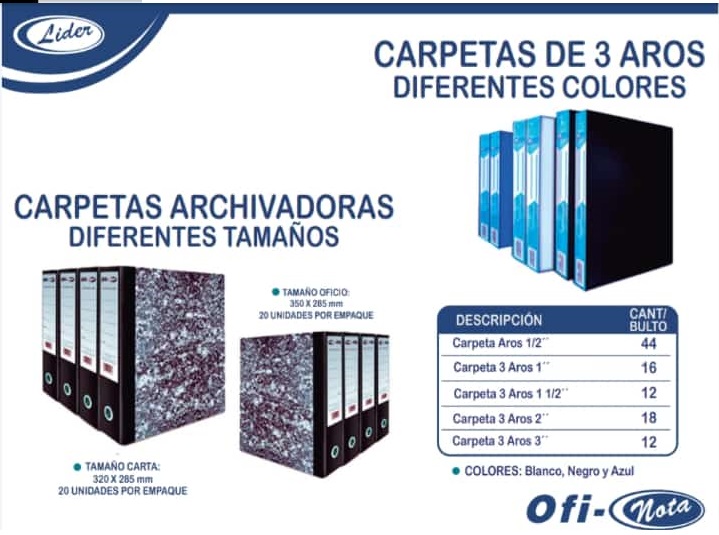 Lider
CARPETAS DE 3 AROS
DIFERENTES COLORES
CARPETAS ARCHIVADORAS
DIFERENTES TAMAÑOS
TAMAÑO OFICIO:
350 X 285 mm
20 UNIDADES POR EMPAQUE
TAMAÑO CARTA:
320 X 285 mm
20 UNIDADES POR EMPAQUE
DESCRIPCIÓN CANT/
BULTO
Carpeta Aros 1/2´´ 44
Carpeta 3 Aros 1´´ 16
Carpeta 3 Aros 1 1/2´´ 12
Carpeta 3 Aros 2´´ 18
Carpeta 3 Aros 3´´ 12
COLORES: Blanco, Negro y Azul
Ofi-Nota